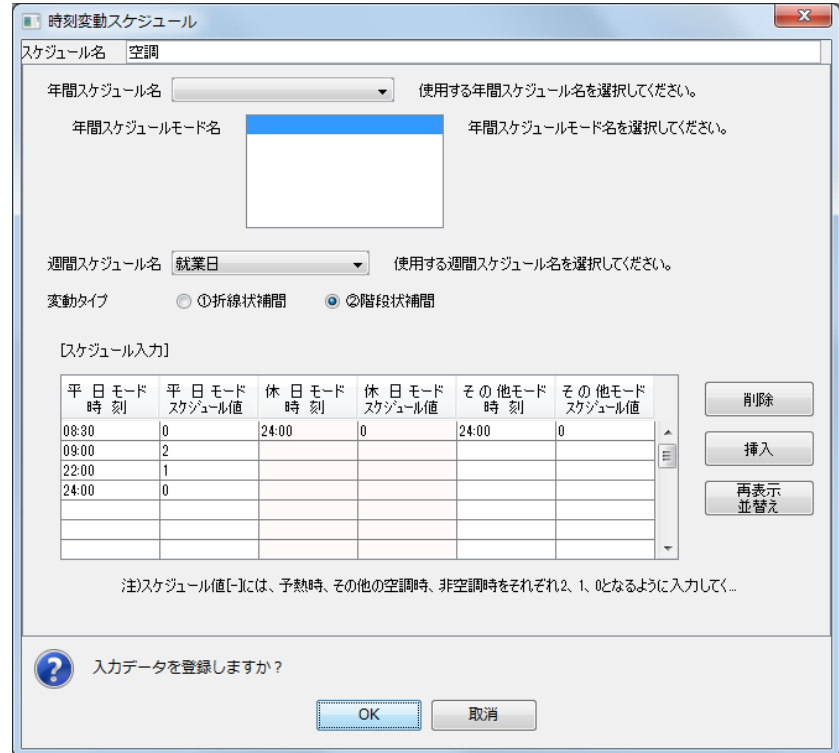 時刻変動スケジュール
スケジュール名 空調
年間スケジュール名 使用する年間スケジュール名を選択してください。
年間スケジュールモード名 年間スケジュールモード名を選択してください。
週間スケジュール名 就業日 使用する週間スケジュール名を選択してください。
変動タイプ ①折線状補間 ②階段状補間
[スケジュール入力]
平 日 モード 平 日 モード 休 日 モード 休 日 モード その他モード その他モード
時 刻 スケジュール値 時 刻 スケジュール値 時 刻 スケジュール値
削除
08:30 0 24:00 0 24:00 0
09:00 2
挿入
22:00 1
24:00 0
再表示
並替え
注)スケジュール値[-]には、予熱時、その他の空調時、非空調時をそれぞれ2、1、0となるように入力してく...
入力データを登録しますか？
OK 取消